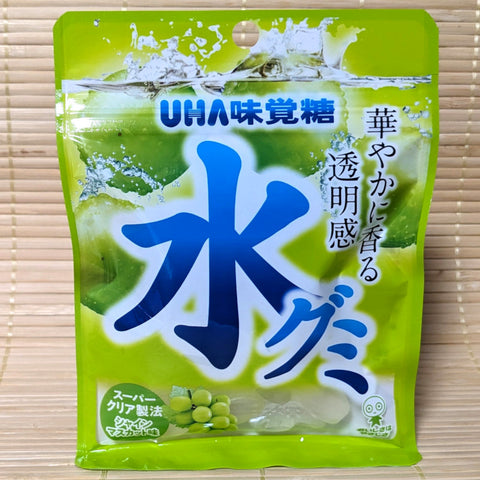 UHA味覚糖
華やかに香る
透明感
水グミ
スーパー
クリア製法
シャイン
マスカット味